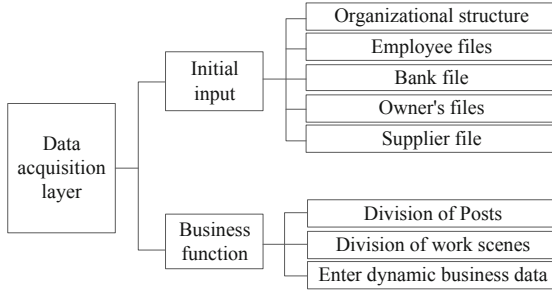 Data
acquisition
layer
Initial
input
Organizational structure
Employee files
Bank file
Owner's files
Supplier file
Business
function
Division of Posts
Division of work scenes
Enter dynamic business data